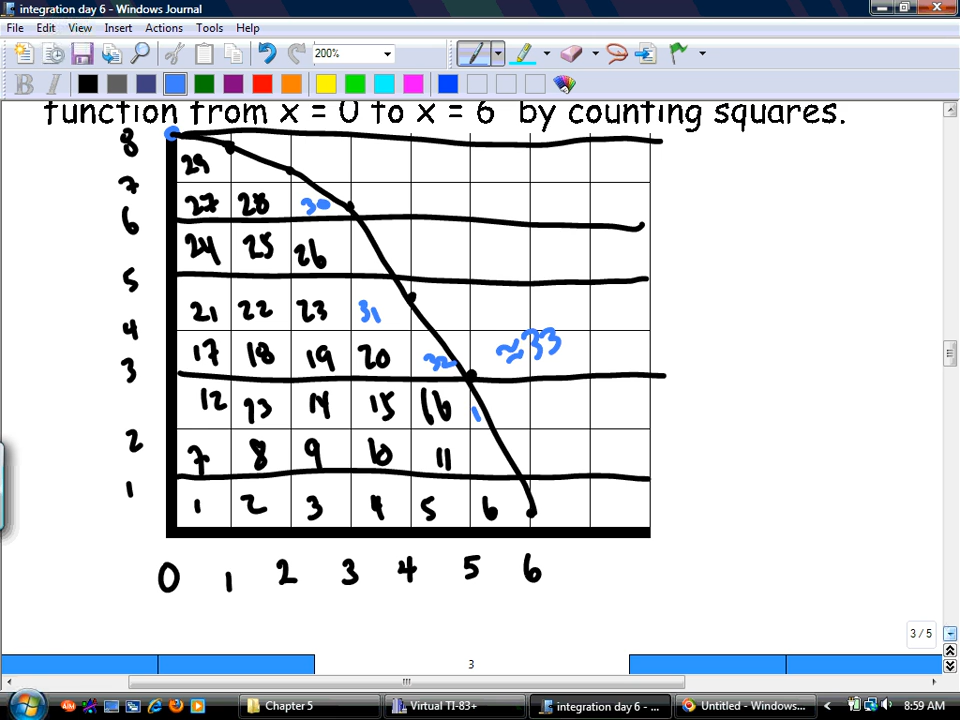 integration day 6 - Windows Journal
File Edit View Insert Actions Tools Help
200%
B I
function from x = 0 to x = 6 by counting squares.
8
29
7
27 28 30
6
24 25 26
5
21 22 23 31
4
17 18 19 20 32 ≈33
3
12 13 14 15 16 1
2
7 8 9 10 11
1
1 2 3 4 5 6
0 1 2 3 4 5 6
3 / 5
3
Chapter 5 Virtual TI-83+ integration day 6 - ... Untitled - Windows... 8:59 AM